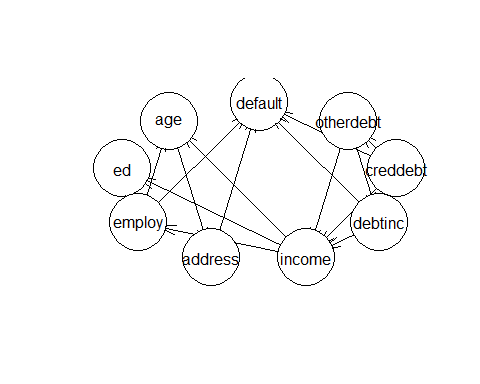 default
age
otherdebt
ed
creddebt
employ
debtinc
address
income